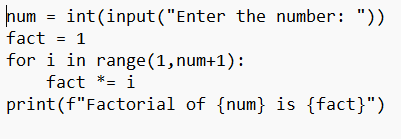 num = int(input("Enter the number: "))
fact = 1
for i in range(1,num+1):
    fact *= i
print(f"Factorial of {num} is {fact}")